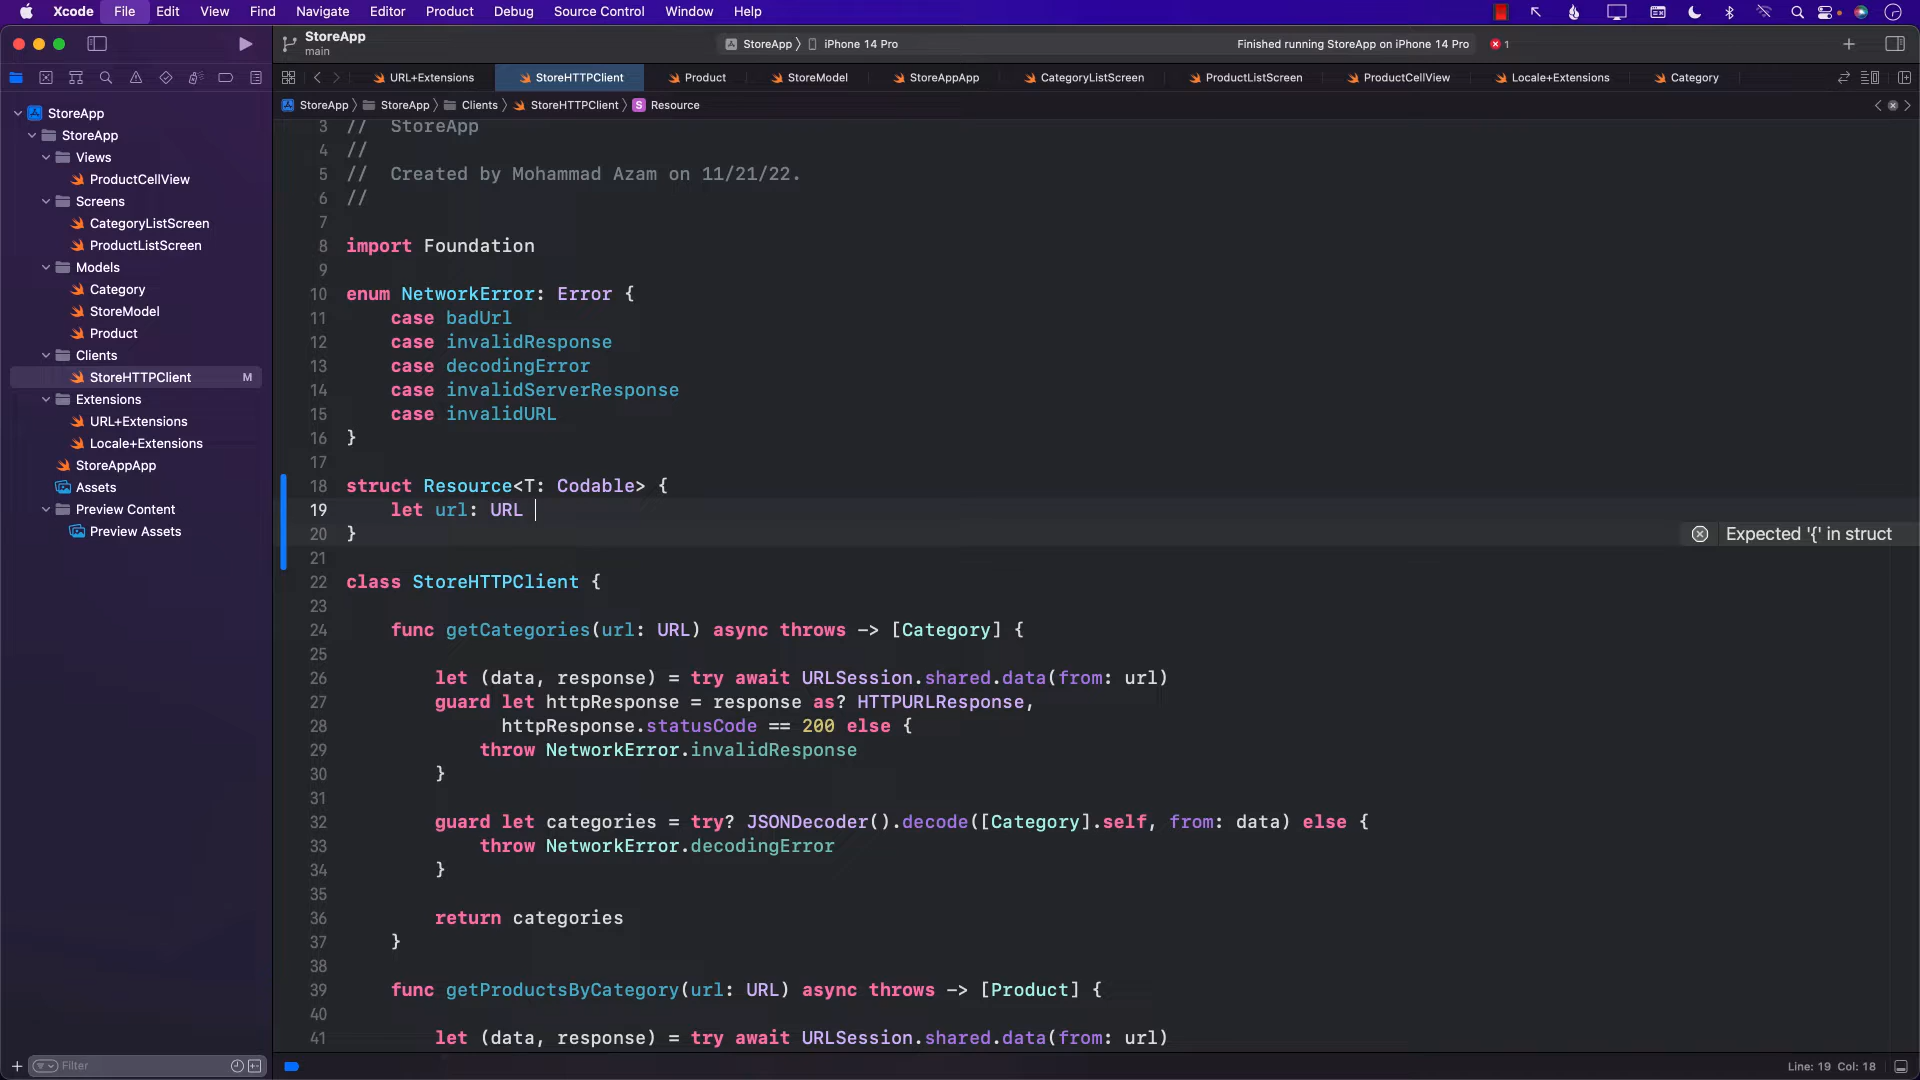 Xcode File Edit View Find Navigate Editor Product Debug Source Control Window Help
StoreApp
main
StoreApp iPhone 14 Pro
Finished running StoreApp on iPhone 14 Pro 1
URL+Extensions StoreHTTPClient Product StoreModel StoreAppApp CategoryListScreen ProductListScreen ProductCellView Locale+Extensions Category
StoreApp StoreApp Clients StoreHTTPClient S Resource
StoreApp
StoreApp
Views
ProductCellView
Screens
CategoryListScreen
ProductListScreen
Models
Category
StoreModel
Product
Clients
StoreHTTPClient M
Extensions
URL+Extensions
Locale+Extensions
StoreAppApp
Assets
Preview Content
Preview Assets
Filter
3 //  StoreApp
4 //
5 //  Created by Mohammad Azam on 11/21/22.
6 //
7
8 import Foundation
9
10 enum NetworkError: Error {
11     case badUrl
12     case invalidResponse
13     case decodingError
14     case invalidServerResponse
15     case invalidURL
16 }
17
18 struct Resource<T: Codable> {
19     let url: URL
20 }
Expected '{' in struct
21
22 class StoreHTTPClient {
23
24     func getCategories(url: URL) async throws -> [Category] {
25
26         let (data, response) = try await URLSession.shared.data(from: url)
27         guard let httpResponse = response as? HTTPURLResponse,
28               httpResponse.statusCode == 200 else {
29             throw NetworkError.invalidResponse
30         }
31
32         guard let categories = try? JSONDecoder().decode([Category].self, from: data) else {
33             throw NetworkError.decodingError
34         }
35
36         return categories
37     }
38
39     func getProductsByCategory(url: URL) async throws -> [Product] {
40
41         let (data, response) = try await URLSession.shared.data(from: url)
Line: 19 Col: 18